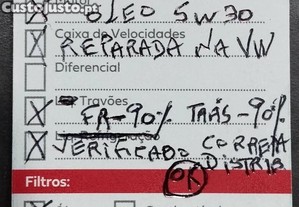 CustoJusto.pt
OLEO 5W30
Caixa de Velocidades
REPARADA NA VW
Diferencial
Travões
FR-90% TRÁS-90%
VERIFICADO CORREIA
DISTRIB
OK
Filtros: